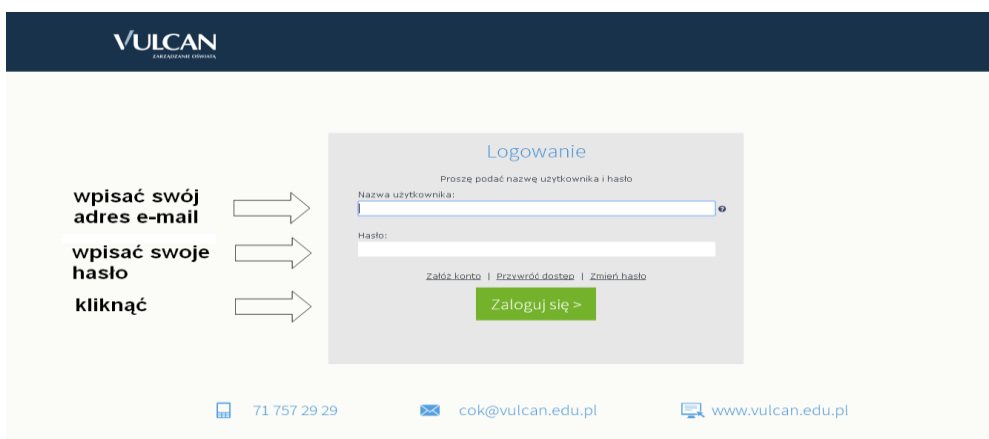 VULCAN
ZARZĄDZANIE OŚWIATĄ
Logowanie
Proszę podać nazwę użytkownika i hasło
wpisać swój
adres e-mail
Nazwa użytkownika:
wpisać swoje
hasło
Hasło:
Załóż konto | Przywróć dostęp | Zmień hasło
kliknąć
Zaloguj się >
71 757 29 29
cok@vulcan.edu.pl
www.vulcan.edu.pl